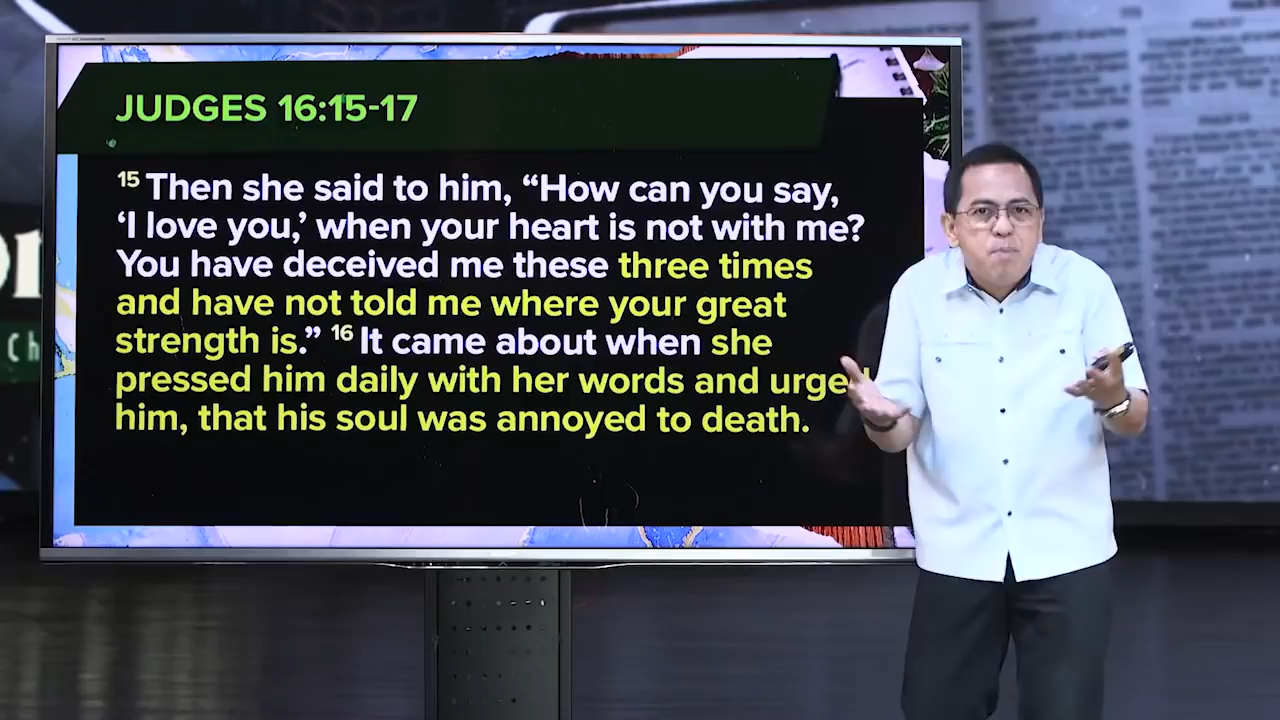 JUDGES 16:15-17
15 Then she said to him, “How can you say,
‘I love you,’ when your heart is not with me?
You have deceived me these three times
and have not told me where your great
strength is.” 16 It came about when she
pressed him daily with her words and urged
him, that his soul was annoyed to death.